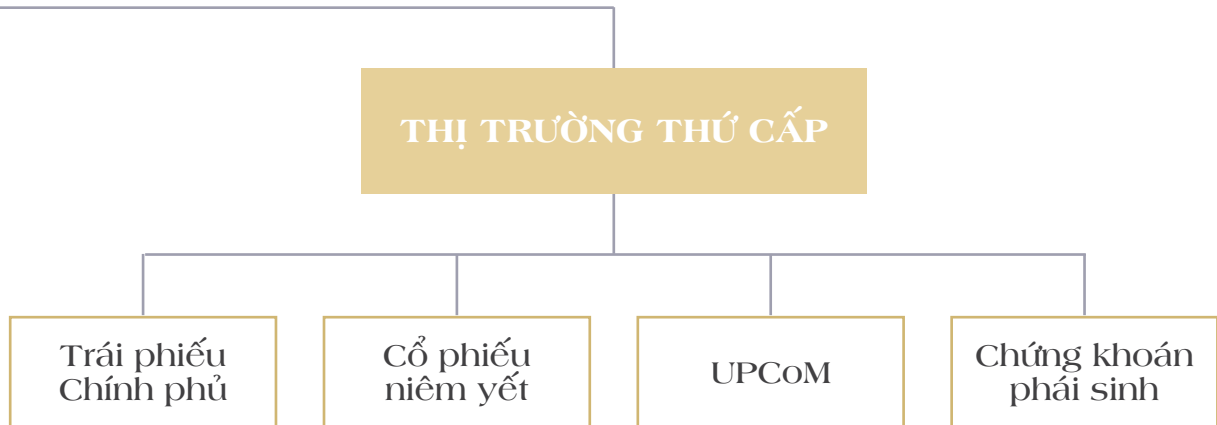 THỊ TRƯỜNG THỨ CẤP
Trái phiếu
Chính phủ
Cổ phiếu
niêm yết
UPCoM
Chứng khoán
phái sinh